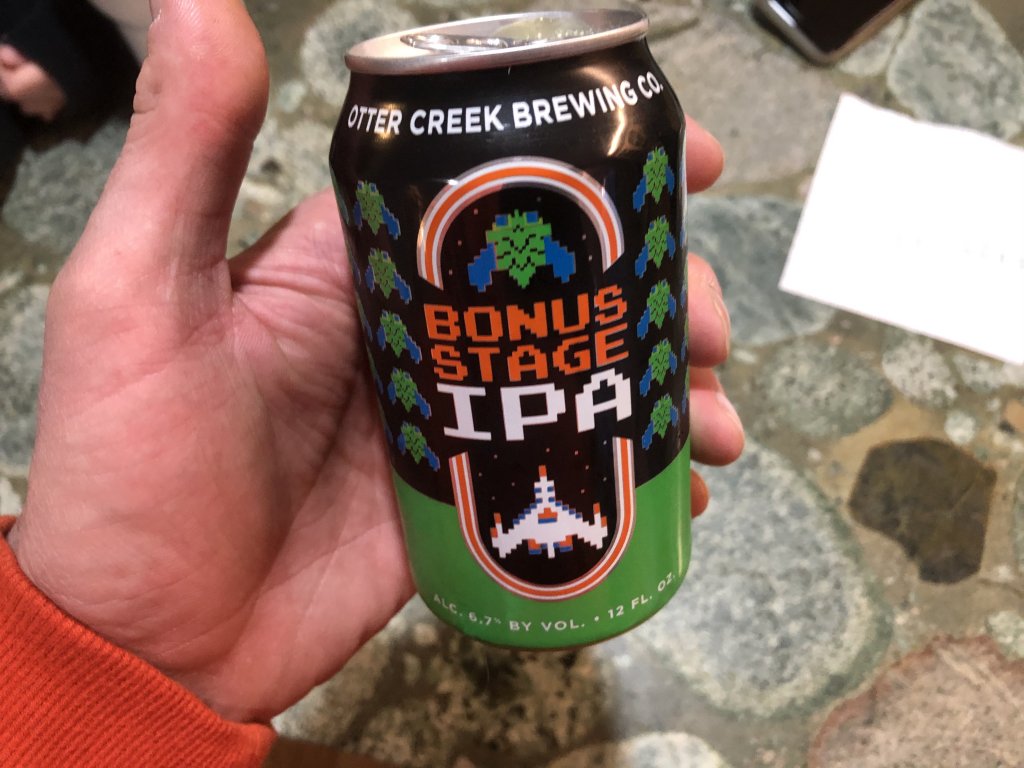 OTTER CREEK BREWING CO.
BONUS
STAGE
IPA
ALC. 6.7% BY VOL. • 12 FL. OZ.